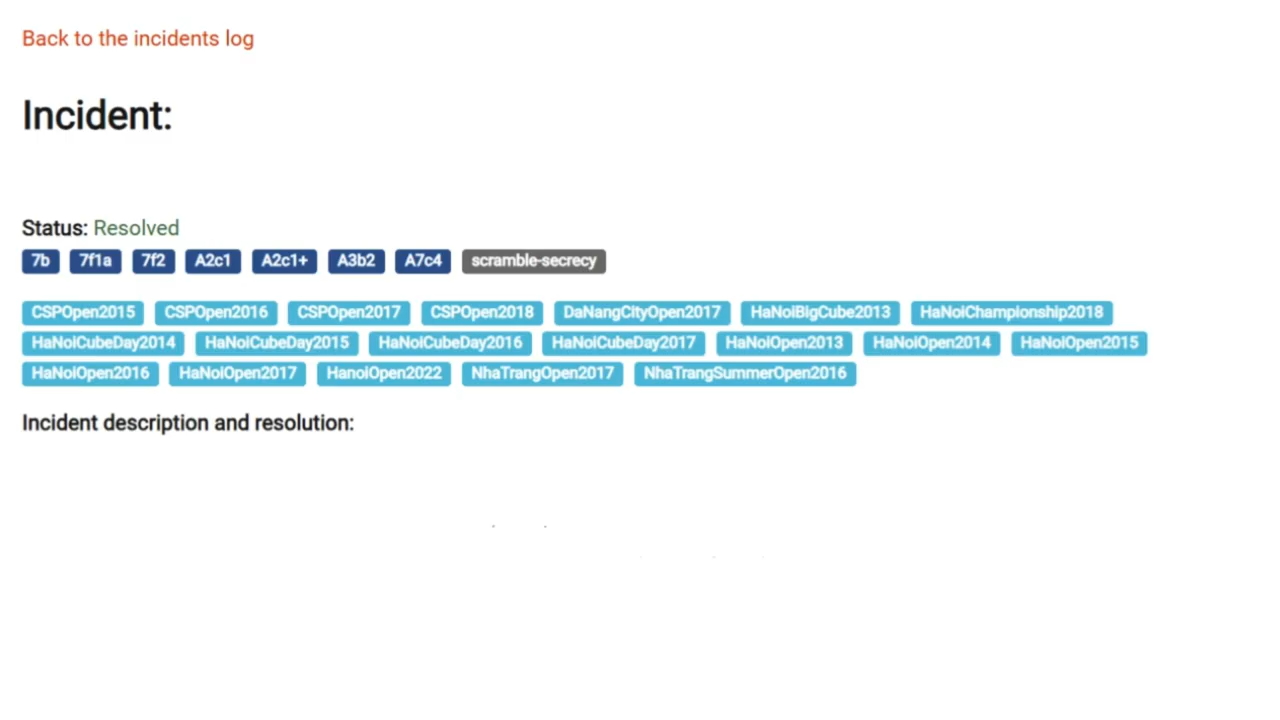 Back to the incidents log
Incident:
Status: Resolved
7b 7f1a 7f2 A2c1 A2c1+ A3b2 A7c4 scramble-secrecy
CSPOpen2015 CSPOpen2016 CSPOpen2017 CSPOpen2018 DaNangCityOpen2017 HaNoiBigCube2013 HaNoiChampionship2018
HaNoiCubeDay2014 HaNoiCubeDay2015 HaNoiCubeDay2016 HaNoiCubeDay2017 HaNoiOpen2013 HaNoiOpen2014 HaNoiOpen2015
HaNoiOpen2016 HaNoiOpen2017 HanoiOpen2022 NhaTrangOpen2017 NhaTrangSummerOpen2016
Incident description and resolution: